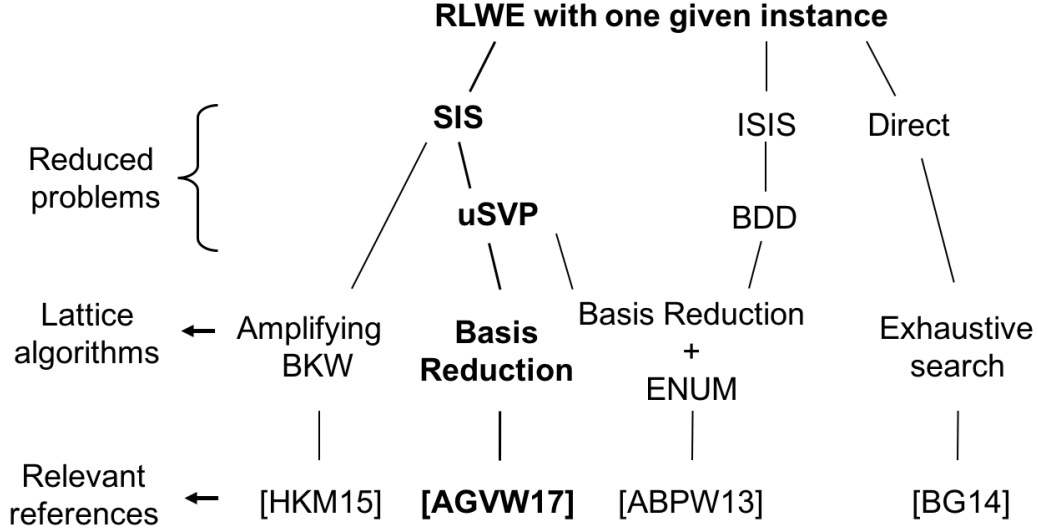 RLWE with one given instance
SIS
ISIS
Direct
Reduced
problems
uSVP
BDD
Lattice
algorithms
Amplifying
BKW
Basis
Reduction
Basis Reduction
+
ENUM
Exhaustive
search
Relevant
references
[HKM15]
[AGVW17]
[ABPW13]
[BG14]